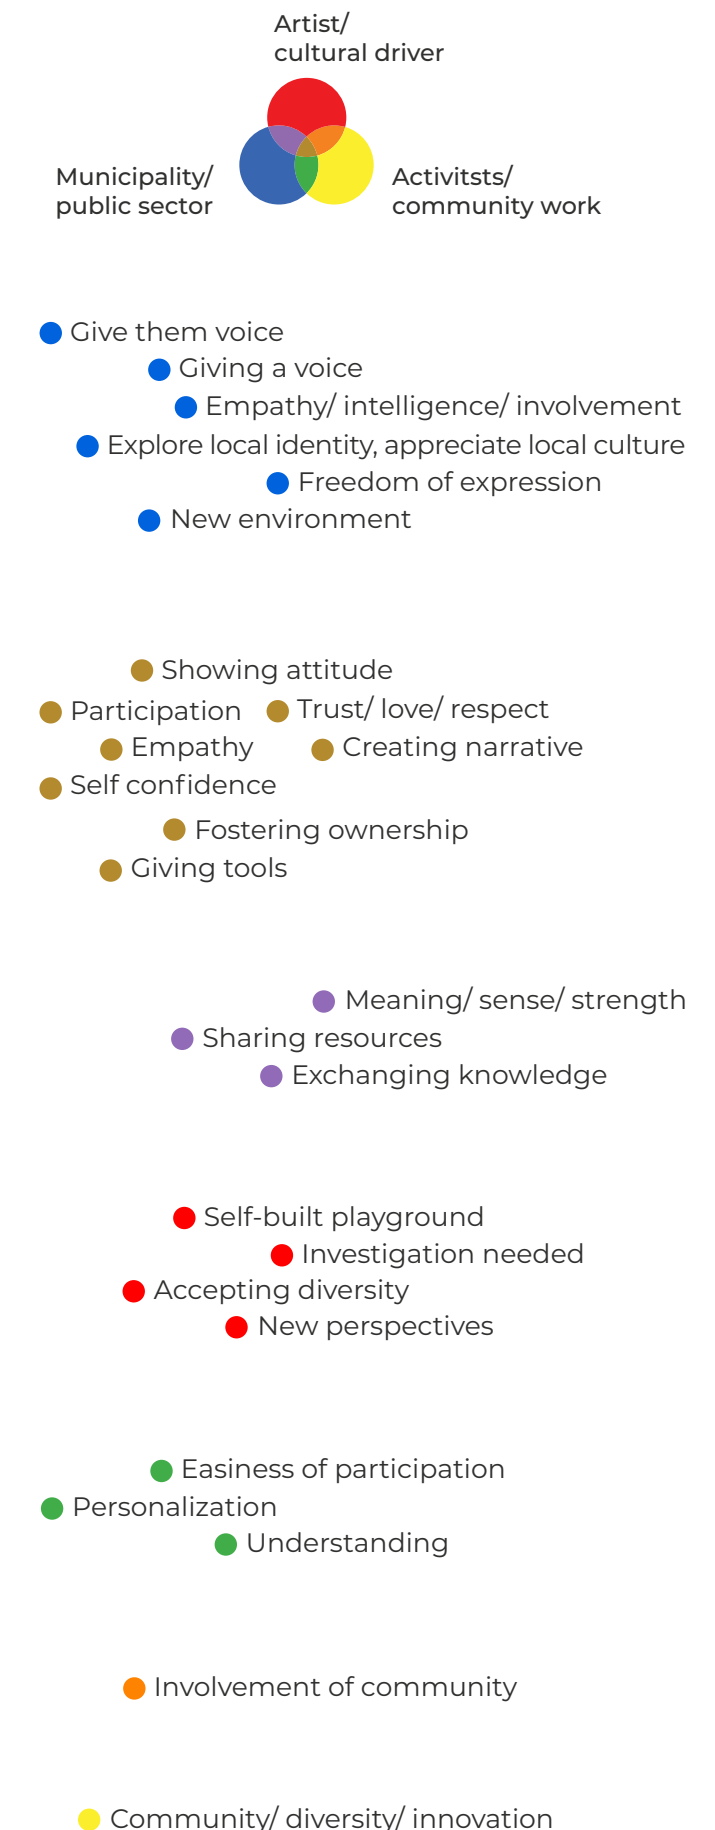 Artist/
cultural driver
Municipality/
public sector
Activitsts/
community work
Give them voice
Giving a voice
Empathy/ intelligence/ involvement
Explore local identity, appreciate local culture
Freedom of expression
New environment
Showing attitude
Participation
Trust/ love/ respect
Empathy
Creating narrative
Self confidence
Fostering ownership
Giving tools
Meaning/ sense/ strength
Sharing resources
Exchanging knowledge
Self-built playground
Investigation needed
Accepting diversity
New perspectives
Easiness of participation
Personalization
Understanding
Involvement of community
Community/ diversity/ innovation